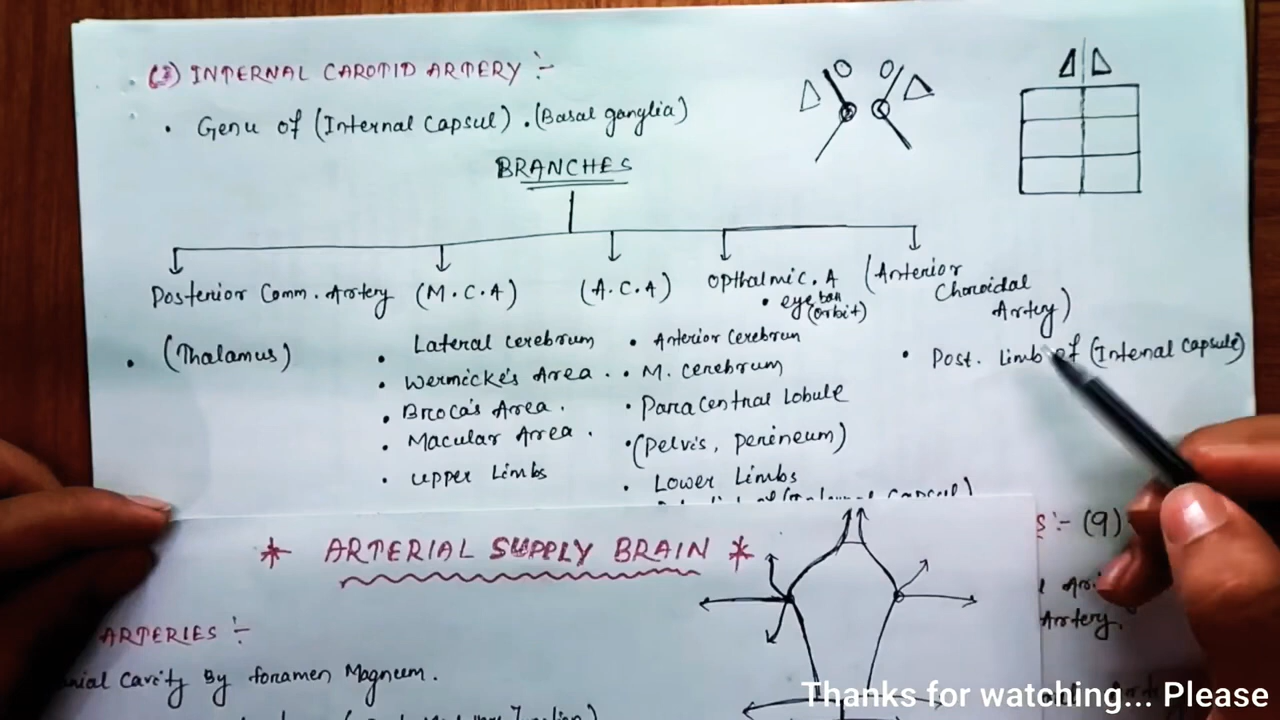 (2) INTERNAL CAROTID ARTERY :-
• Genu of (Internal Capsul) . (Basal ganglia)
BRANCHES
Posterior Comm. Artery
• (Thalamus)
(M.C.A)
• Lateral cerebrum
• Wernicke's Area .
• Broca's Area .
• Macular Area .
• Upper Limbs
(A.C.A)
• Anterior Cerebrum
• M. cerebrum
• Paracentral Lobule
• (Pelvis, perineum)
• Lower Limbs
Opthalmic. A
• eye ball
(orbit)
(Anterior
Choroidal
Artery)
• Post. Limb of (Internal Capsule)
* ARTERIAL SUPPLY BRAIN *
ARTERIES :-
Cavity By foramen Magneem.
S :- (9)
Artery.
Thanks for watching... Please